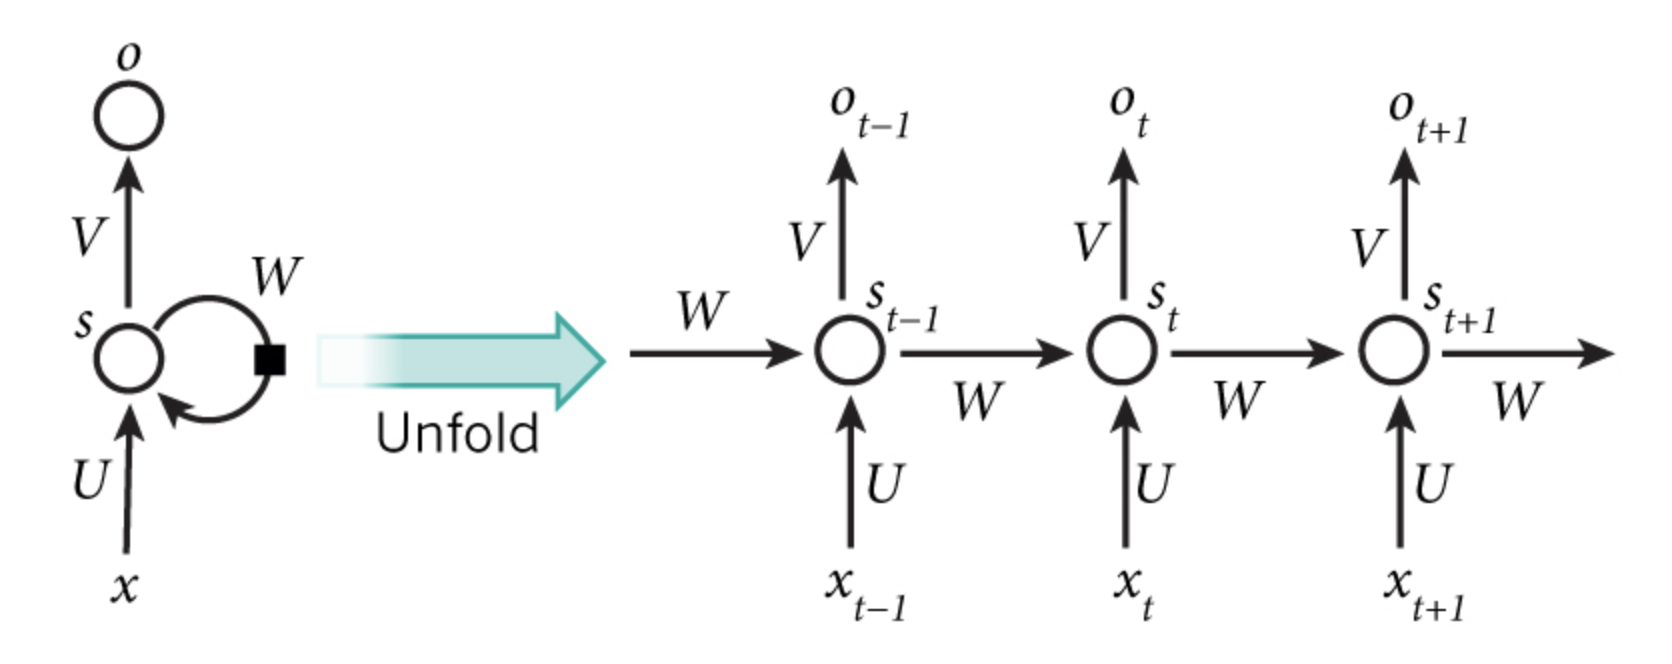 o
V
W
s
U
x
Unfold
o_{t-1} o_t o_{t+1}
V V V
W s_{t-1} s_t s_{t+1}
W W W
U U U
x_{t-1} x_t x_{t+1}